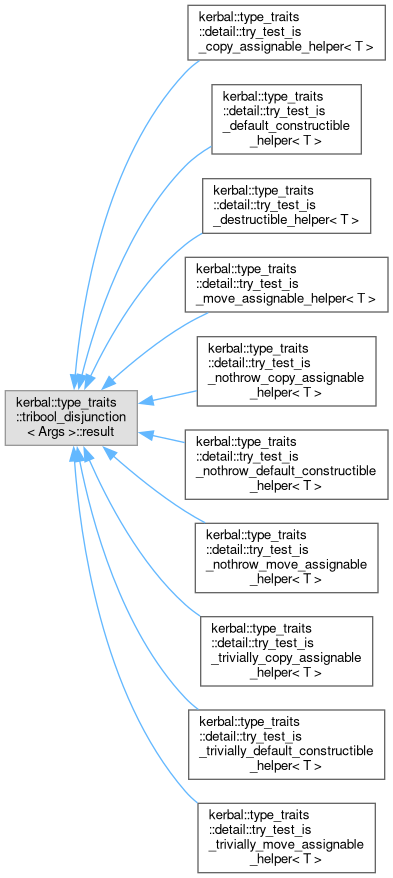 kerbal::type_traits
::detail::try_test_is
_copy_assignable_helper< T >
kerbal::type_traits
::detail::try_test_is
_default_constructible
_helper< T >
kerbal::type_traits
::detail::try_test_is
_destructible_helper< T >
kerbal::type_traits
::detail::try_test_is
_move_assignable_helper< T >
kerbal::type_traits
::detail::try_test_is
_nothrow_copy_assignable
_helper< T >
kerbal::type_traits
::tribool_disjunction
< Args >::result
kerbal::type_traits
::detail::try_test_is
_nothrow_default_constructible
_helper< T >
kerbal::type_traits
::detail::try_test_is
_nothrow_move_assignable
_helper< T >
kerbal::type_traits
::detail::try_test_is
_trivially_copy_assignable
_helper< T >
kerbal::type_traits
::detail::try_test_is
_trivially_default_constructible
_helper< T >
kerbal::type_traits
::detail::try_test_is
_trivially_move_assignable
_helper< T >